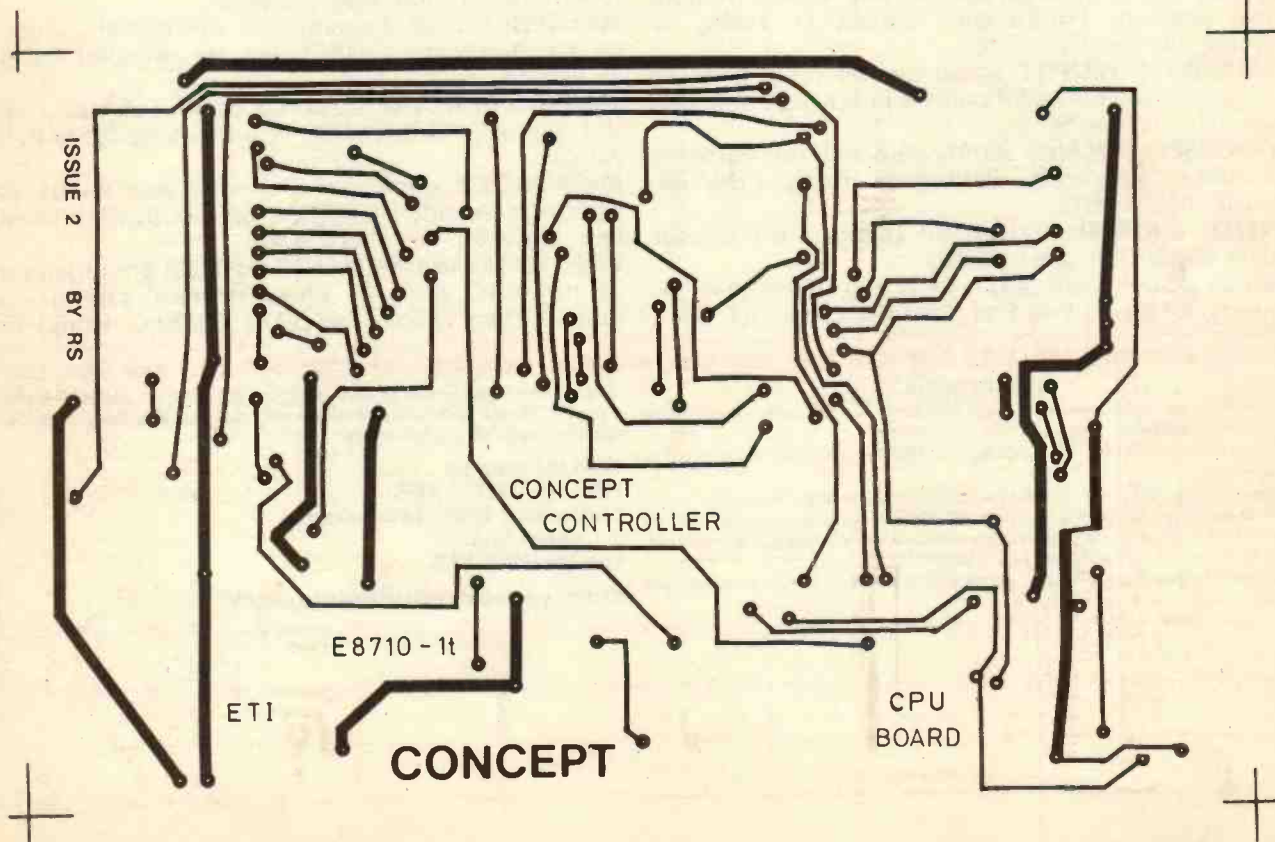 ISSUE 2 BY RS
CONCEPT
CONTROLLER
E8710-1t
ETI
CPU
BOARD
CONCEPT